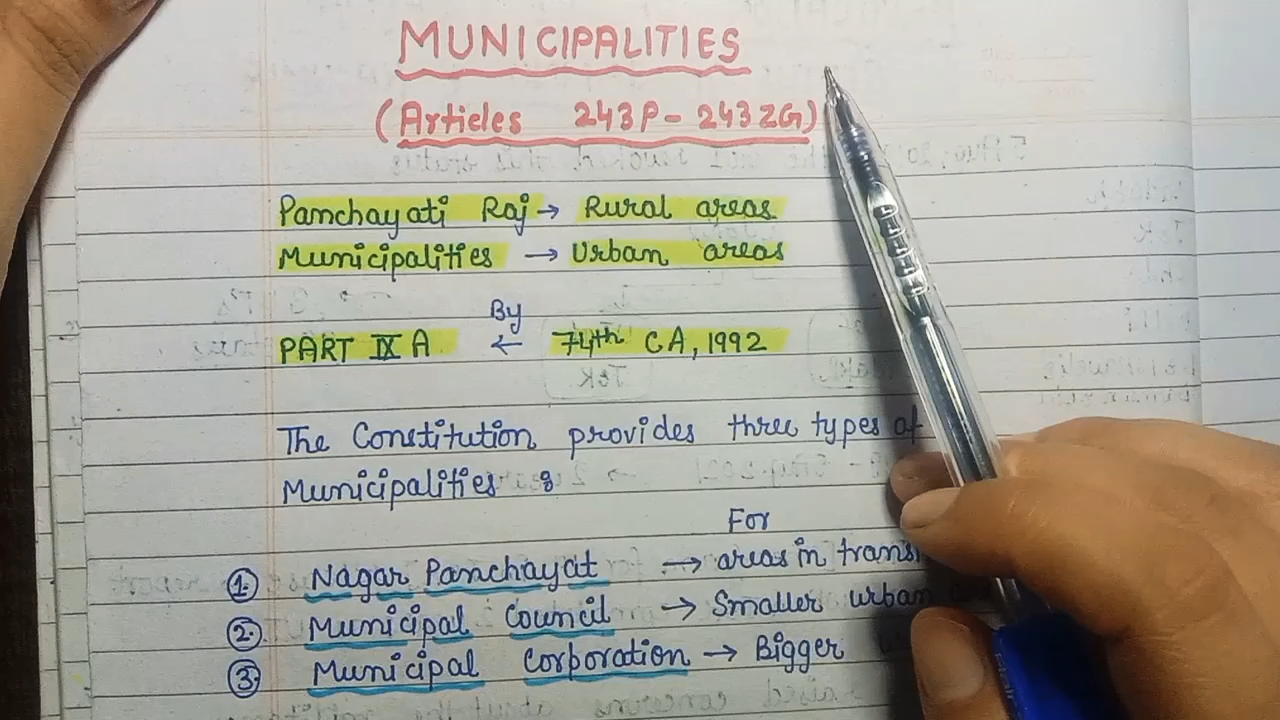 MUNICIPALITIES
(Articles 243P - 243ZG)
Panchayati Raj → Rural areas
Municipalities → Urban areas
By
PART IX A ← 74th CA, 1992
The Constitution provides three types of
Municipalities :
For
1. Nagar Panchayat → areas in
2. Municipal Council → Smaller urban
3. Municipal Corporation → Bigger